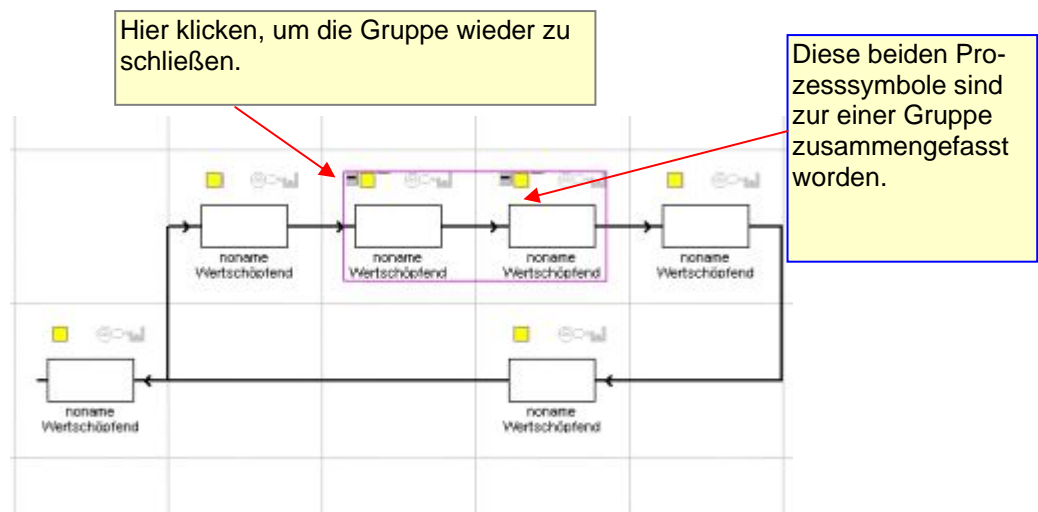 Hier klicken, um die Gruppe wieder zu
schließen.
Diese beiden Pro-
zesssymbole sind
zur einer Gruppe
zusammengefasst
worden.
noname
Wertschöpfend
noname
Wertschöpfend
noname
Wertschöpfend
noname
Wertschöpfend
noname
Wertschöpfend
noname
Wertschöpfend